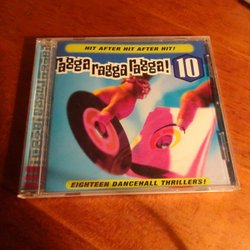 HIT AFTER HIT AFTER HIT!
ragga ragga ragga! 10
EIGHTEEN DANCEHALL THRILLERS!